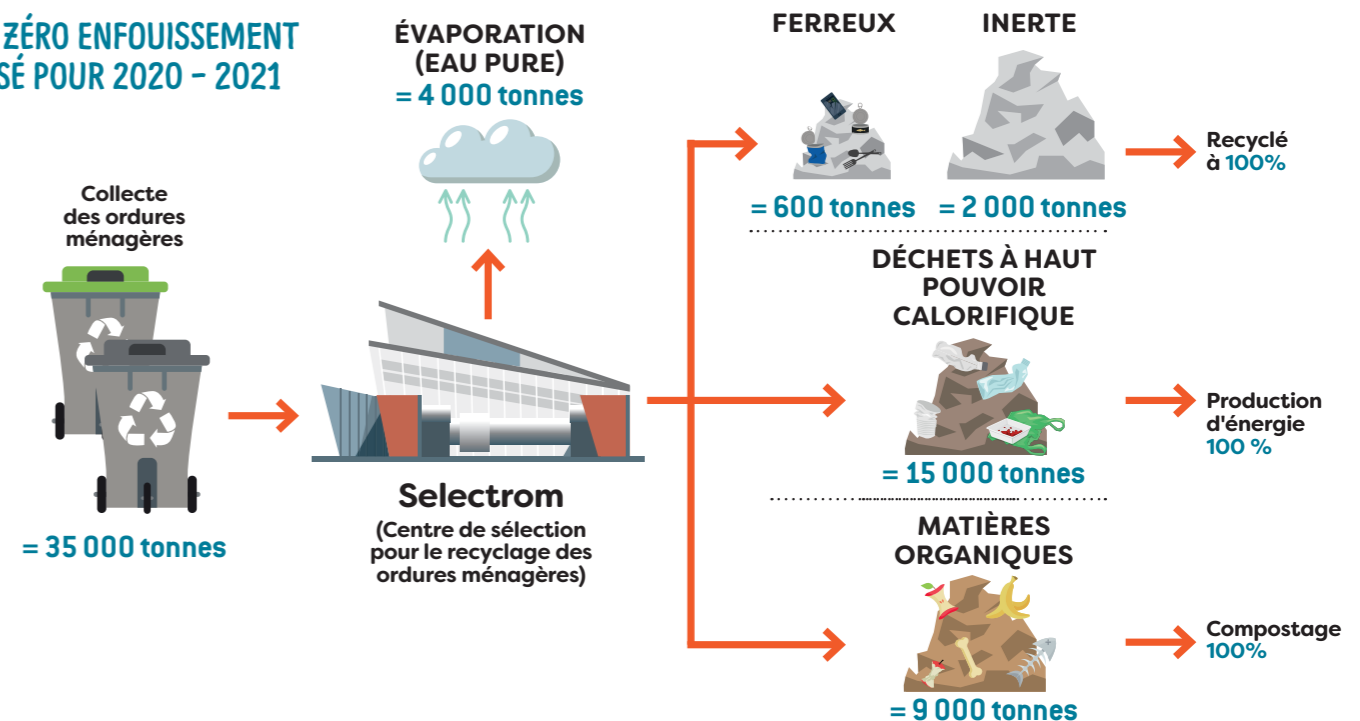 ZÉRO ENFOUISSEMENT
SÉ POUR 2020 – 2021
Collecte
des ordures
ménagères
= 35 000 tonnes
ÉVAPORATION
(EAU PURE)
= 4 000 tonnes
Selectrom
(Centre de sélection
pour le recyclage des
ordures ménagères)
FERREUX
= 600 tonnes
INERTE
= 2 000 tonnes
Recyclé
à 100%
DÉCHETS À HAUT
POUVOIR
CALORIFIQUE
= 15 000 tonnes
Production
d'énergie
100 %
MATIÈRES
ORGANIQUES
= 9 000 tonnes
Compostage
100%